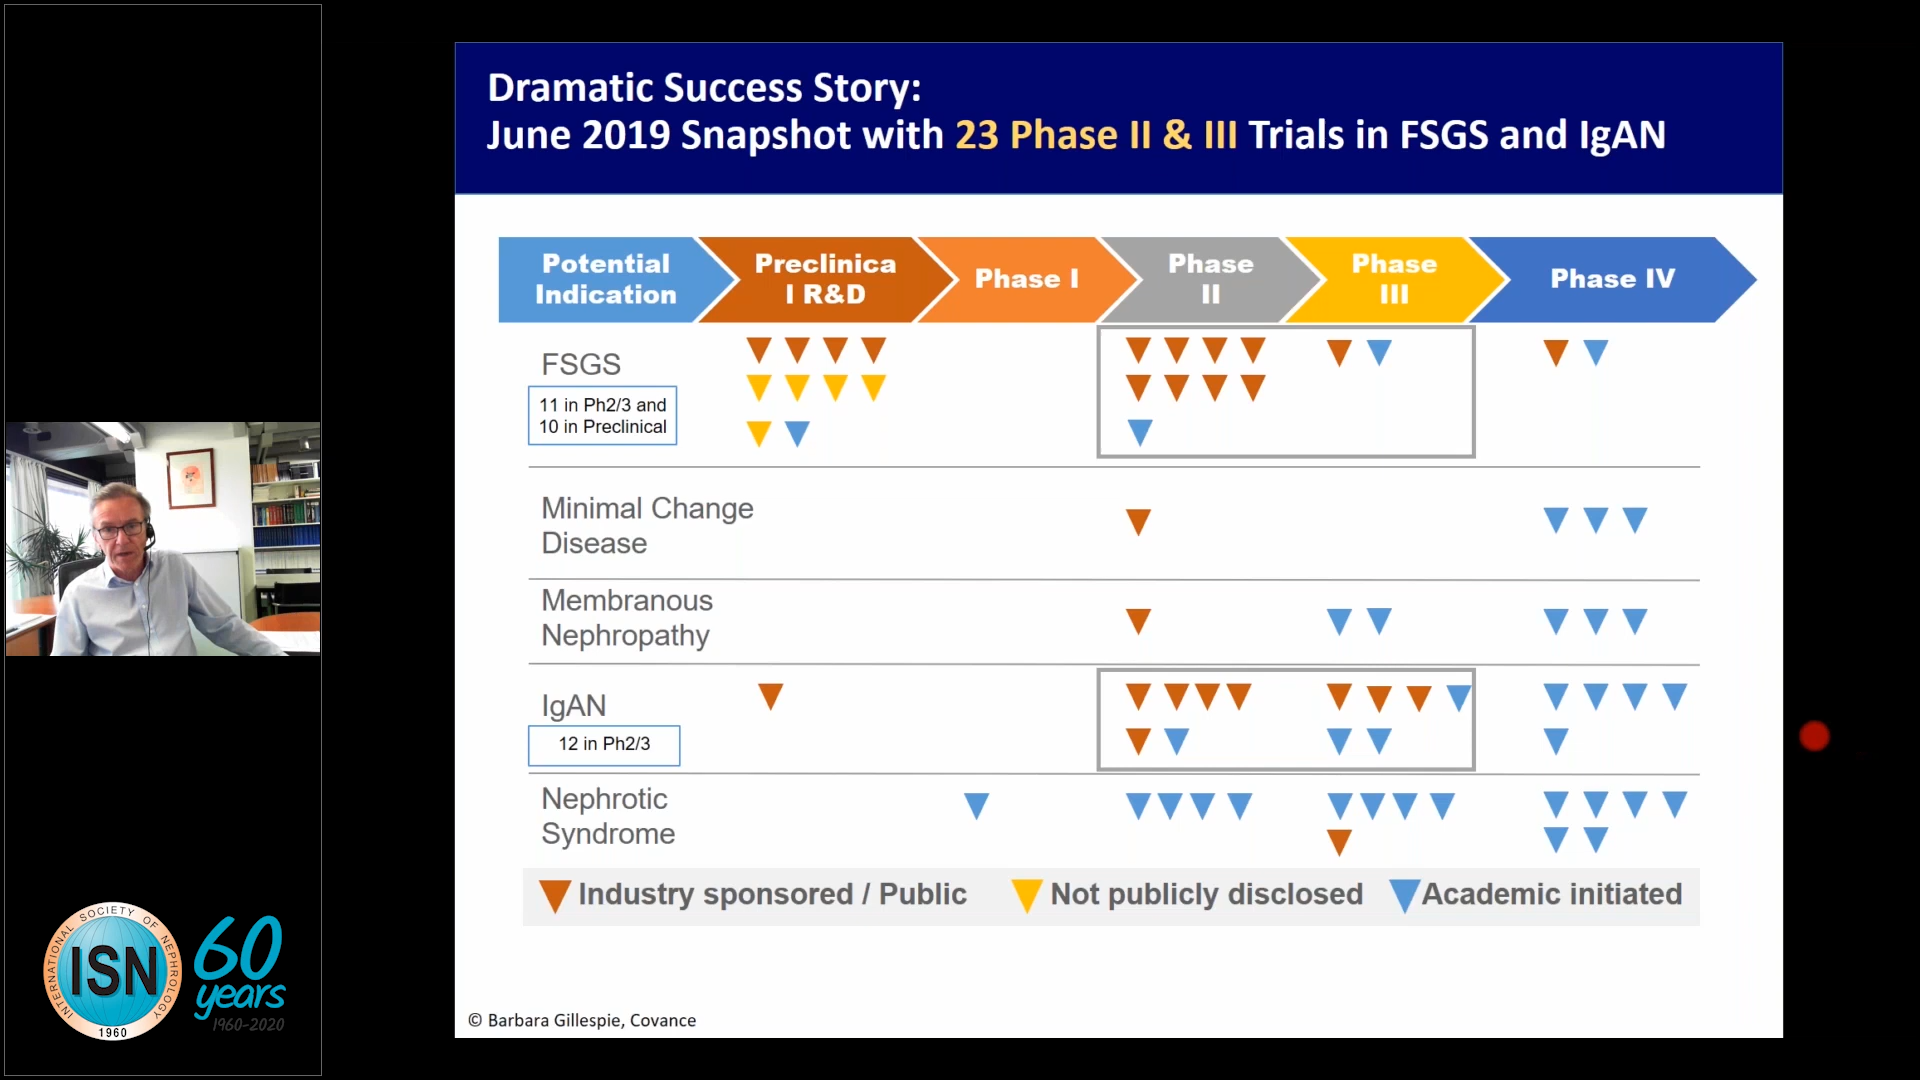 Dramatic Success Story:
June 2019 Snapshot with 23 Phase II & III Trials in FSGS and IgAN
Potential
Indication
Preclinica
l R&D
Phase I
Phase
II
Phase
III
Phase IV
FSGS
11 in Ph2/3 and
10 in Preclinical
Minimal Change
Disease
Membranous
Nephropathy
IgAN
12 in Ph2/3
Nephrotic
Syndrome
Industry sponsored / Public
Not publicly disclosed
Academic initiated
© Barbara Gillespie, Covance
INTERNATIONAL SOCIETY OF NEPHROLOGY
ISN
1960
60
years
1960-2020